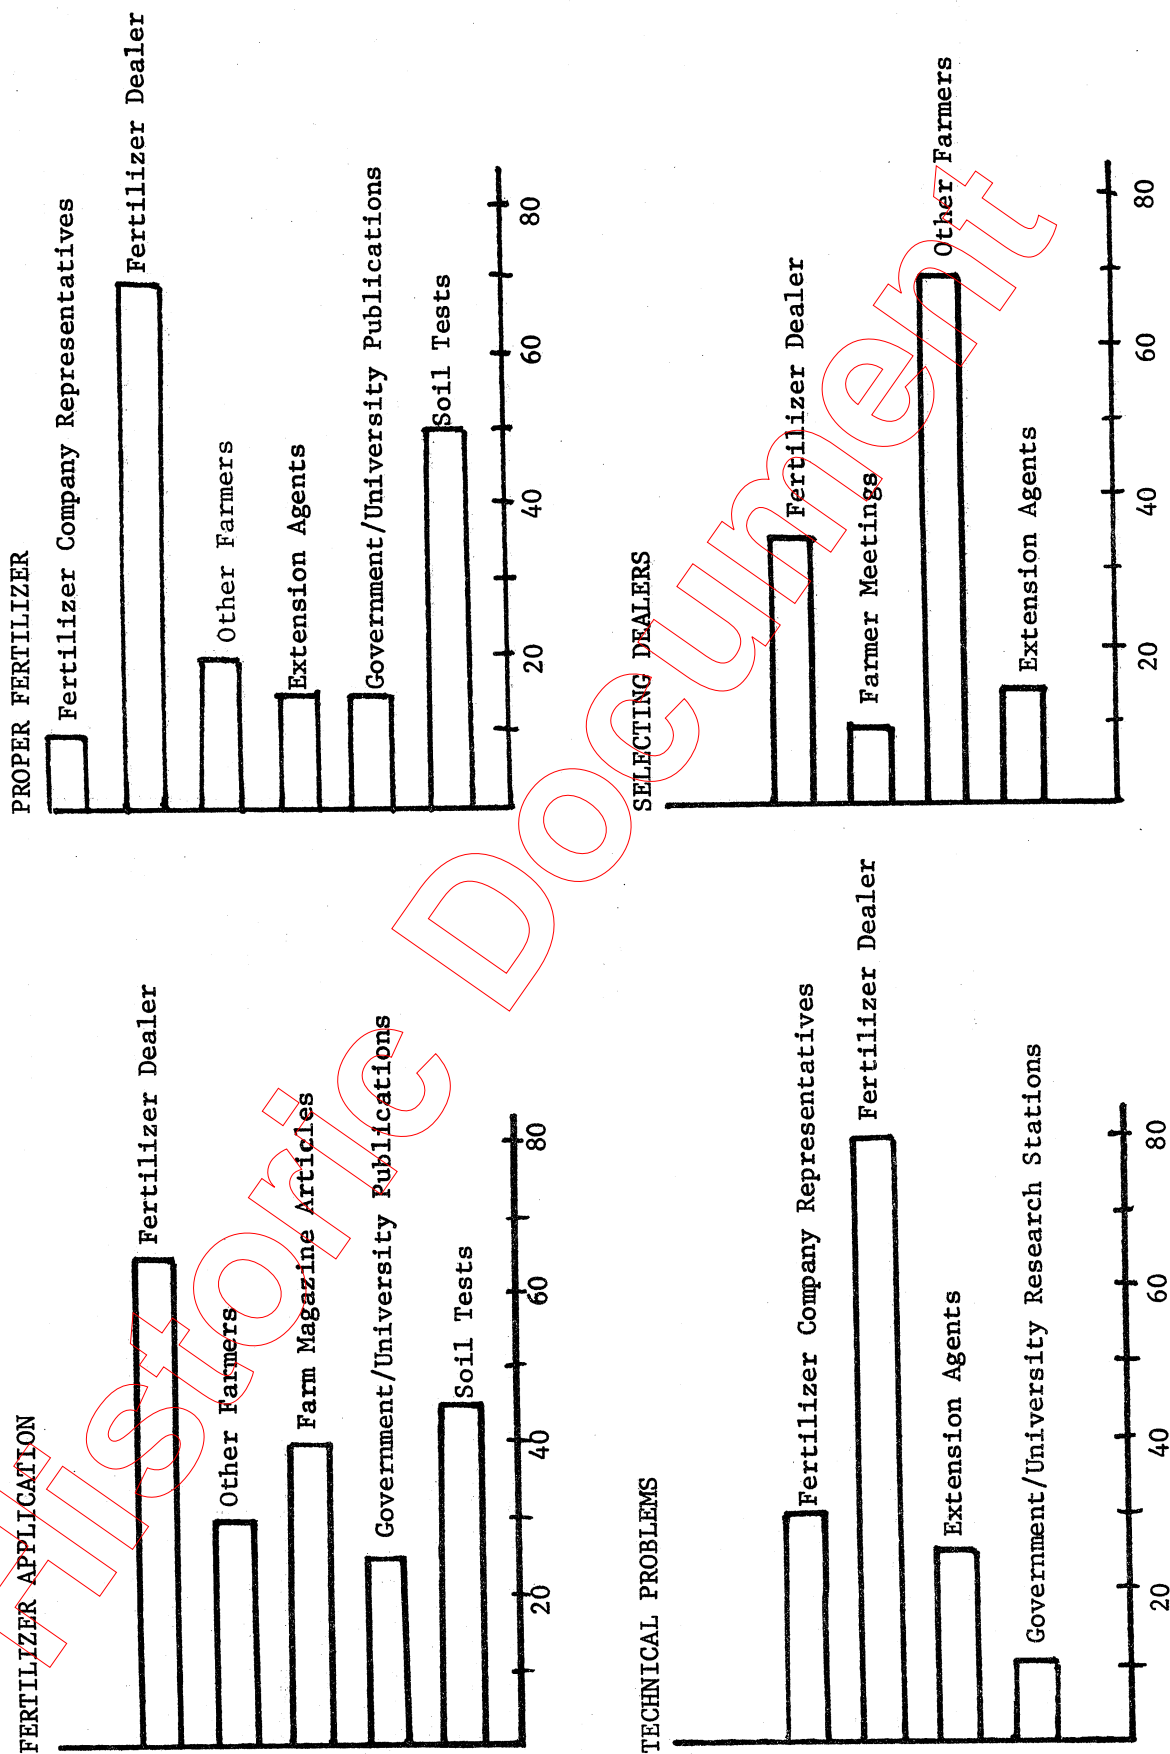 FERTILIZER APPLICATION
Fertilizer Dealer
Other Farmers
Farm Magazine Articles
Government/University Publications
Soil Tests
20 40 60 80
PROPER FERTILIZER
Fertilizer Company Representatives
Fertilizer Dealer
Other Farmers
Extension Agents
Government/University Publications
Soil Tests
20 40 60 80
TECHNICAL PROBLEMS
Fertilizer Company Representatives
Fertilizer Dealer
Extension Agents
Government/University Research Stations
20 40 60 80
SELECTING DEALERS
Fertilizer Dealer
Farmer Meetings
Other Farmers
Extension Agents
20 40 60 80
Historic Document